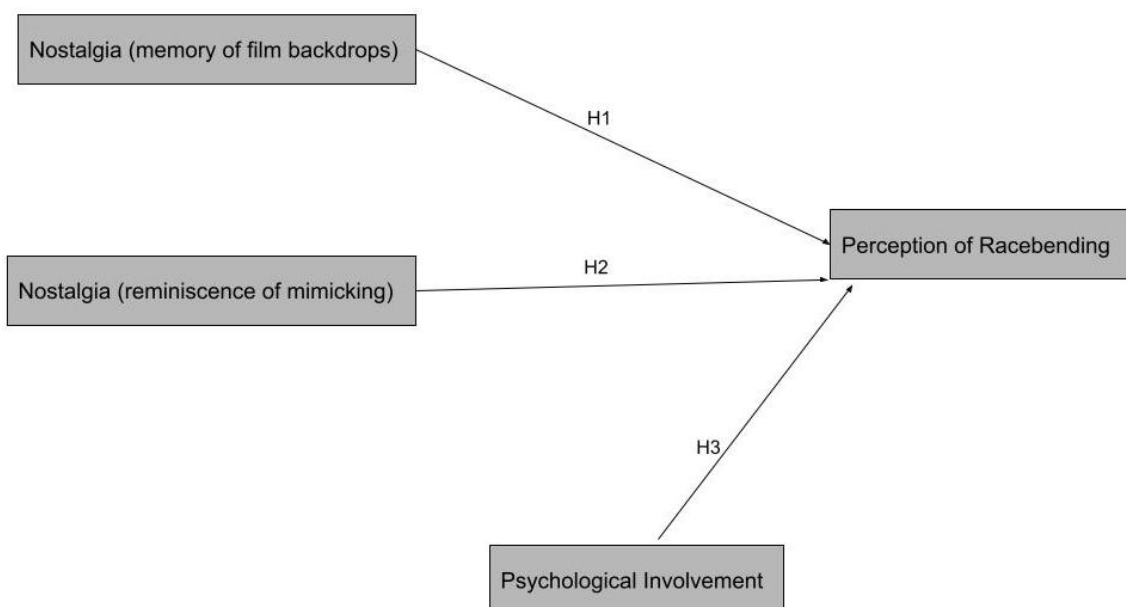 Nostalgia (memory of film backdrops)
H1
Perception of Racebending
H2
Nostalgia (reminiscence of mimicking)
H3
Psychological Involvement